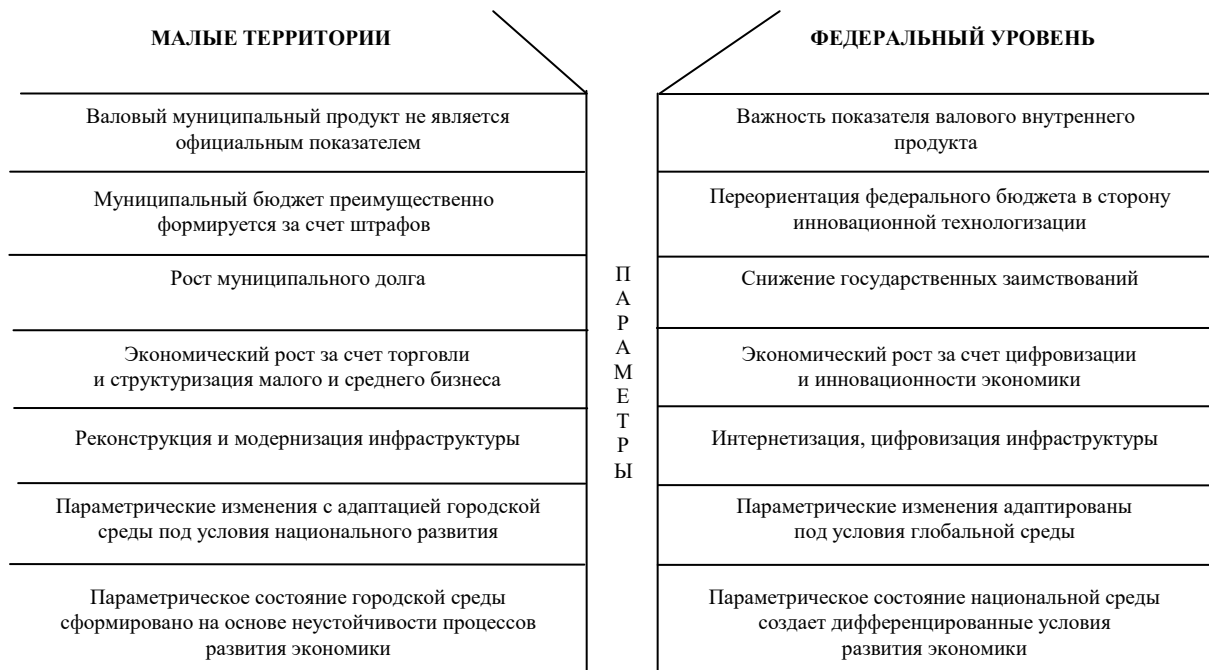 МАЛЫЕ ТЕРРИТОРИИ
ФЕДЕРАЛЬНЫЙ УРОВЕНЬ
Валовый муниципальный продукт не является
официальным показателем
Важность показателя валового внутреннего
продукта
Муниципальный бюджет преимущественно
формируется за счет штрафов
Переориентация федерального бюджета в сторону
инновационной технологизации
Рост муниципального долга
Снижение государственных заимствований
Экономический рост за счет торговли
и структуризация малого и среднего бизнеса
Экономический рост за счет цифровизации
и инновационности экономики
Реконструкция и модернизация инфраструктуры
Интернетизация, цифровизация инфраструктуры
Параметрические изменения с адаптацией городской
среды под условия национального развития
Параметрические изменения адаптированы
под условия глобальной среды
Параметрическое состояние городской среды
сформировано на основе неустойчивости процессов
развития экономики
Параметрическое состояние национальной среды
создает дифференцированные условия
развития экономики
П
А
Р
А
М
Е
Т
Р
Ы